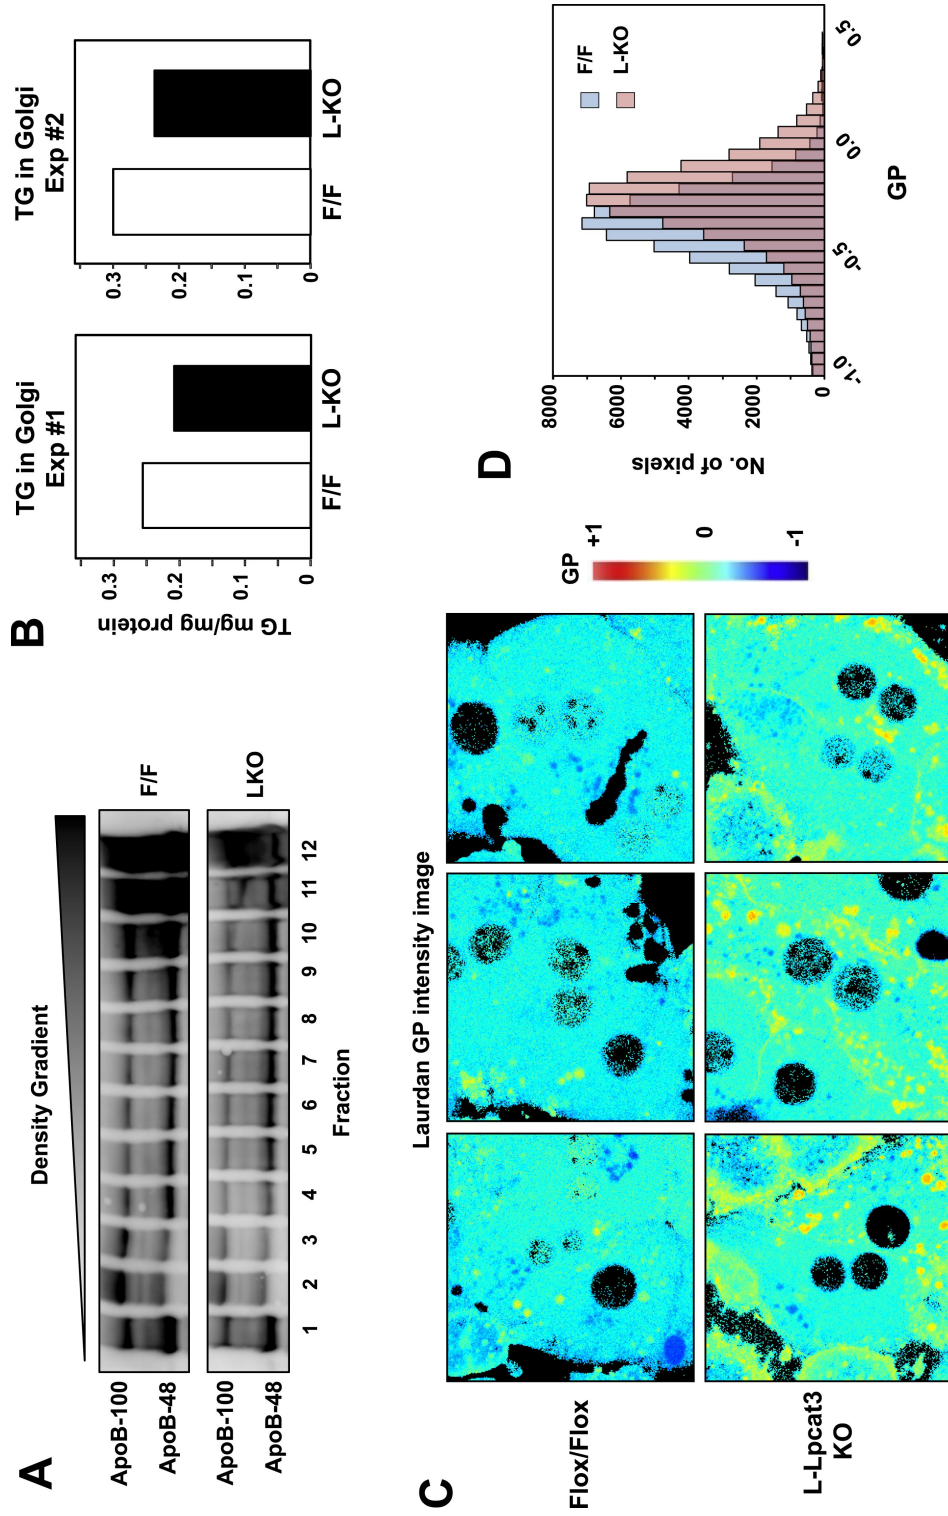 A
Density Gradient
ApoB-100
ApoB-48
F/F
ApoB-100
ApoB-48
LKO
1 2 3 4 5 6 7 8 9 10 11 12
Fraction
B
TG in Golgi
Exp #1
TG mg/mg protein
0.3
0.2
0.1
0
F/F L-KO
TG in Golgi
Exp #2
0.3
0.2
0.1
0
F/F L-KO
C
Laurdan GP intensity image
Flox/Flox
L-Lpcat3
KO
GP
+1
0
-1
D
No. of pixels
8000
6000
4000
2000
0
F/F
L-KO
-1.0 -0.5 0.0 0.5
GP